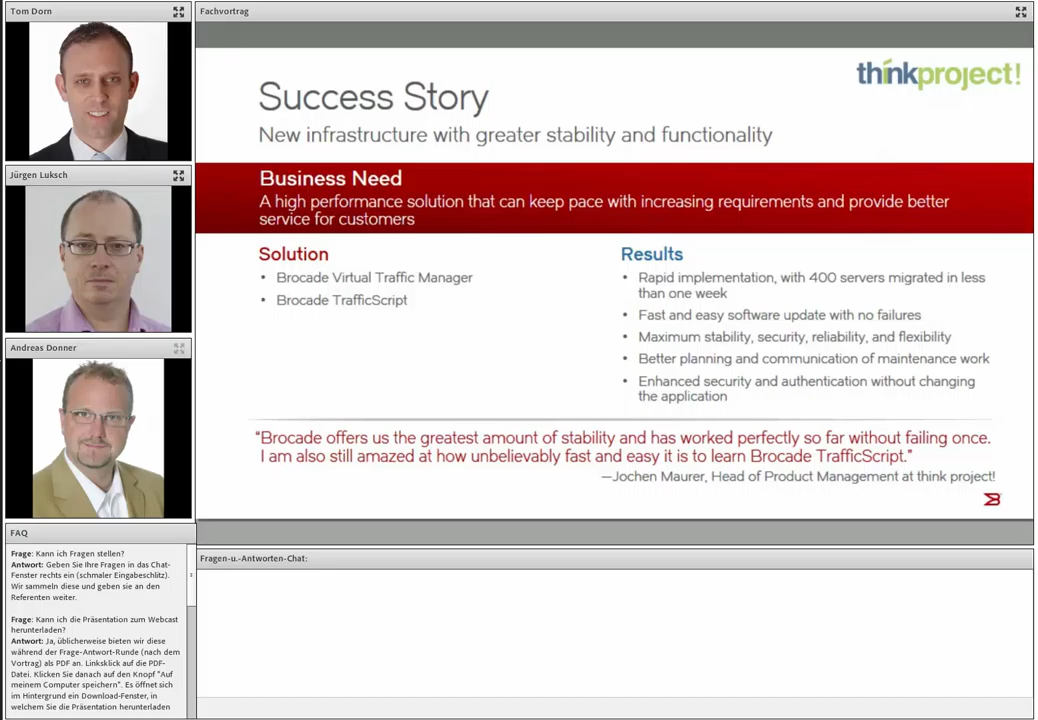 Tom Dorn
Jürgen Luksch
Andreas Donner
FAQ
Frage: Kann ich Fragen stellen?
Antwort: Geben Sie Ihre Fragen in das Chat-
Fenster rechts ein (schmaler Eingabeschlitz).
Wir sammeln diese und geben sie an den
Referenten weiter.
Frage: Kann ich die Präsentation zum Webcast
herunterladen?
Antwort: Ja, üblicherweise bieten wir diese
während der Frage-Antwort-Runde (nach dem
Vortrag) als PDF an. Linksklick auf die PDF-
Datei. Klicken Sie danach auf den Knopf "Auf
meinem Computer speichern". Es öffnet sich
im Hintergrund ein Download-Fenster, in
welchem Sie die Präsentation herunterladen
Fachvortrag
thinkproject!
Success Story
New infrastructure with greater stability and functionality
Business Need
A high performance solution that can keep pace with increasing requirements and provide better
service for customers
Solution
• Brocade Virtual Traffic Manager
• Brocade TrafficScript
Results
• Rapid implementation, with 400 servers migrated in less
than one week
• Fast and easy software update with no failures
• Maximum stability, security, reliability, and flexibility
• Better planning and communication of maintenance work
• Enhanced security and authentication without changing
the application
“Brocade offers us the greatest amount of stability and has worked perfectly so far without failing once.
I am also still amazed at how unbelievably fast and easy it is to learn Brocade TrafficScript.”
—Jochen Maurer, Head of Product Management at think project!
Fragen-u.-Antworten-Chat: